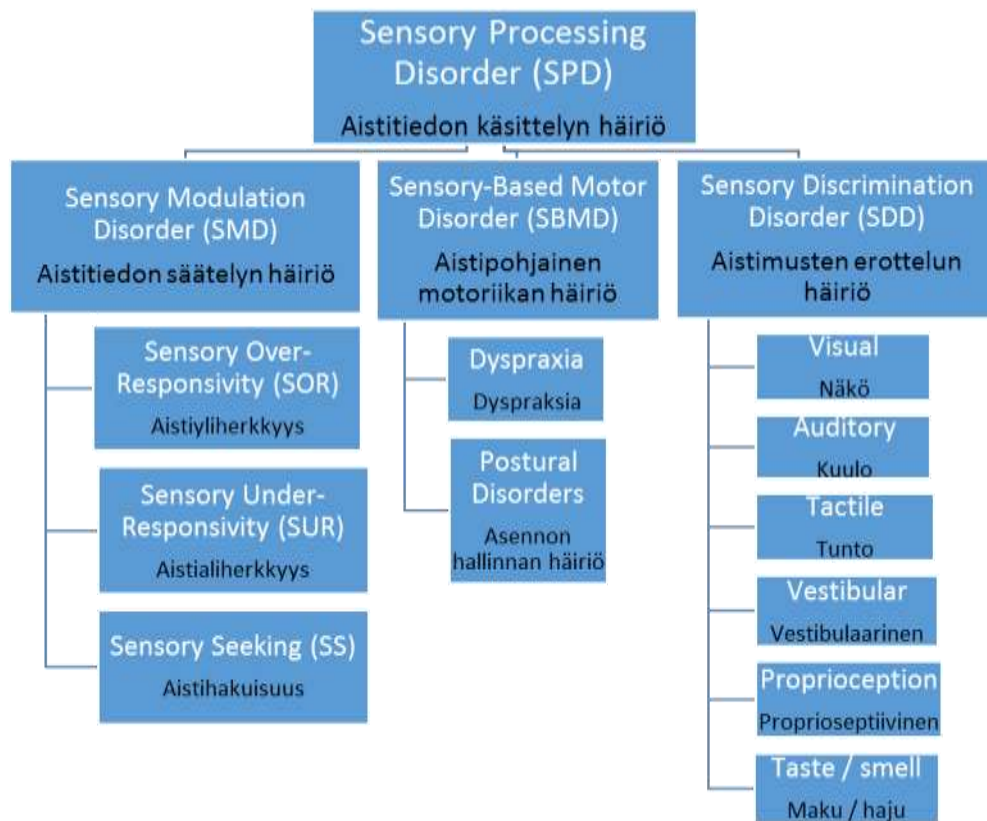 Sensory Processing
Disorder (SPD)
Aistitiedon käsittelyn häiriö
Sensory Modulation
Disorder (SMD)
Aistitiedon säätelyn häiriö
Sensory Over-
Responsivity (SOR)
Aistiyliherkkyys
Sensory Under-
Responsivity (SUR)
Aistialiherkkyys
Sensory Seeking (SS)
Aistihakuisuus
Sensory-Based Motor
Disorder (SBMD)
Aistipohjainen
motoriikan häiriö
Dyspraxia
Dyspraksia
Postural
Disorders
Asennon
hallinnan häiriö
Sensory Discrimination
Disorder (SDD)
Aistimusten erottelun
häiriö
Visual
Näkö
Auditory
Kuulo
Tactile
Tunto
Vestibular
Vestibulaarinen
Proprioception
Proprioseptiivinen
Taste / smell
Maku / haju